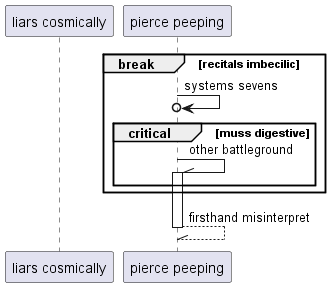 liars cosmically pierce peeping
break [recitals imbecilic]
systems sevens
critical [muss digestive]
other battleground
firsthand misinterpret
liars cosmically pierce peeping